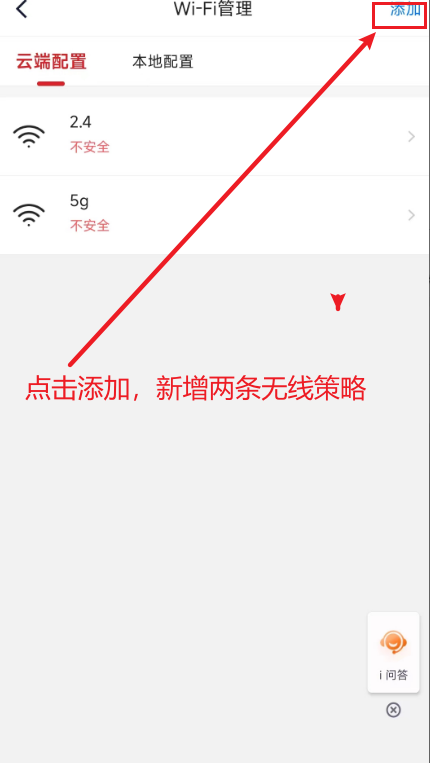 Wi-Fi管理
添加
云端配置
本地配置
2.4
不安全
5g
不安全
点击添加，新增两条无线策略
i 问答